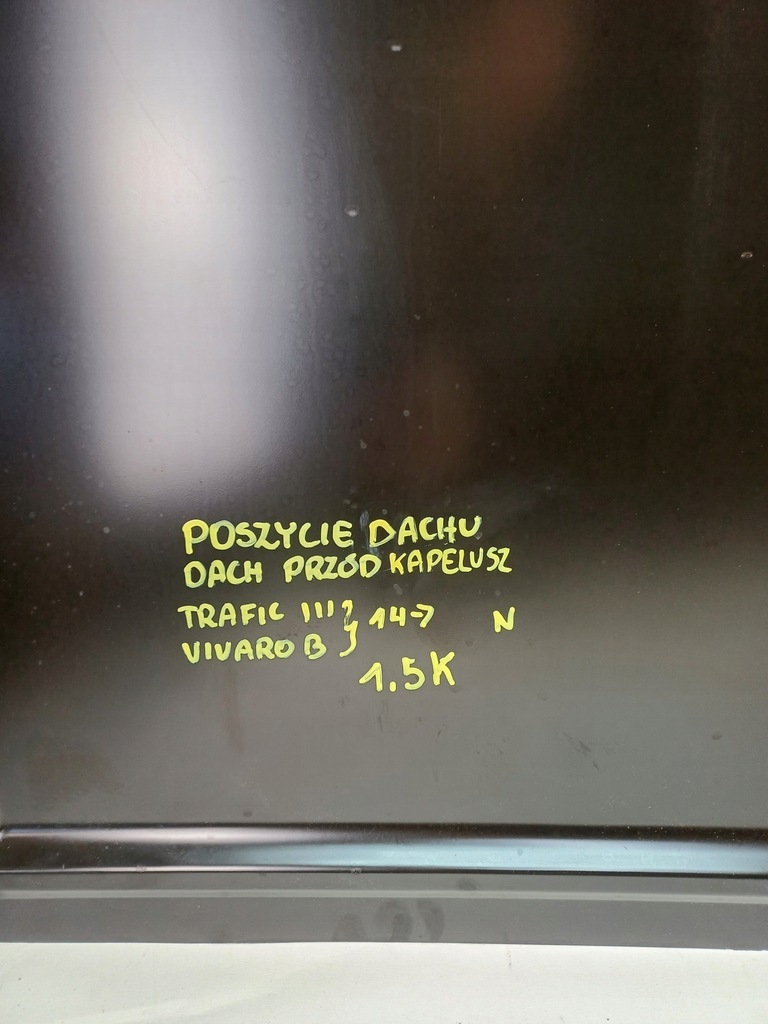 POSZYCIE DACHU
DACH PRZÓD KAPELUSZ
TRAFIC III } 14-> N
VIVARO B
1.5K